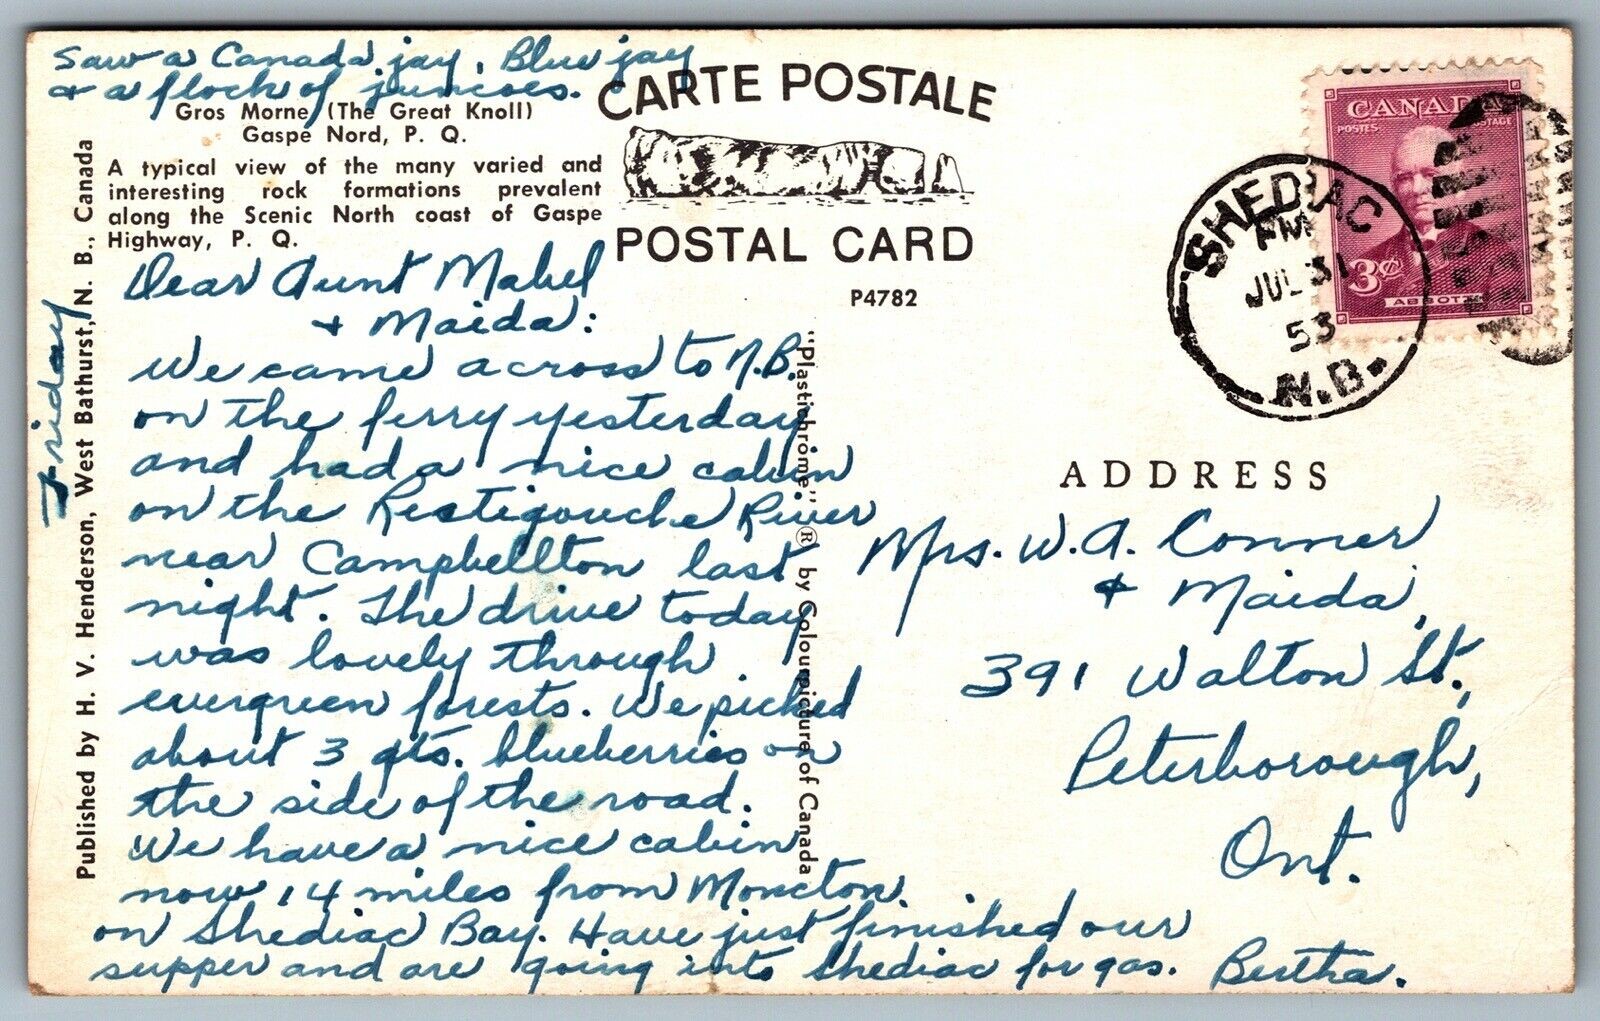 Saw a Canada jay, Blue jay
& a flock of juncoes.
Gros Morne (The Great Knoll)
Gaspe Nord, P. Q.
A typical view of the many varied and
interesting rock formations prevalent
along the Scenic North coast of Gaspe
Highway, P. Q.
Published by H. V. Henderson, West Bathurst, N. B., Canada
Friday
Dear Aunt Mabel
& Maida:
We came across to N.B.
on the ferry yesterday
and had a nice cabin
on the Restigouche River
near Campbellton last
night. The drive today
was lovely through
evergreen forests. We picked
about 3 qts. blueberries on
the side of the road.
We have a nice cabin
now 14 miles from Moncton
on Shediac Bay. Have just finished our
supper and are going into Shediac for gas. Bertha.
CARTE POSTALE
POSTAL CARD
P4782
"Plastichrome" ® by Colourpicture of Canada
CANADA
POSTES POSTAGE
3¢
ABBOTT
SHEDIAC
PM
JUL 31
53
N.B.
ADDRESS
Mrs. W. A. Conner
& Maida,
391 Walton St.,
Peterborough,
Ont.